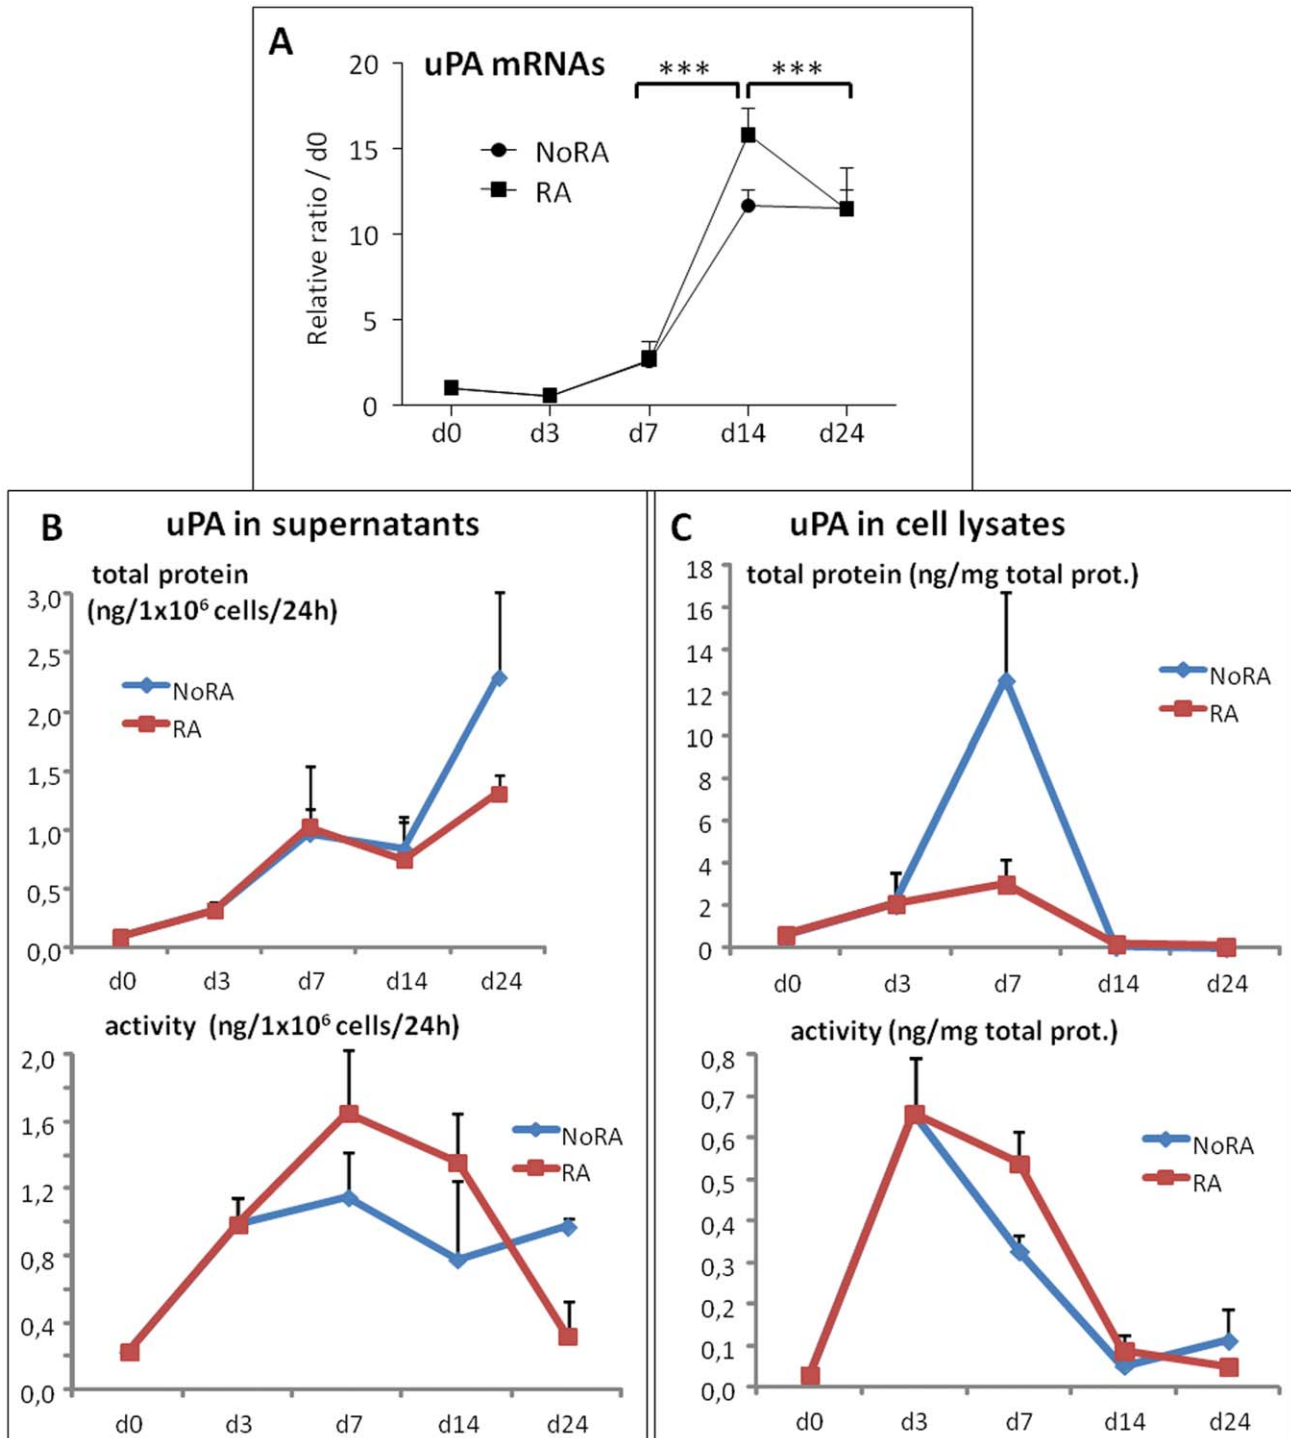 A
uPA mRNAs
*** ***
20
15
10
5
0
Relative ratio / d0
NoRA
RA
d0 d3 d7 d14 d24
B uPA in supernatants
total protein
(ng/1x10⁶ cells/24h)
3,0
2,5
2,0
1,5
1,0
0,5
0,0
NoRA
RA
d0 d3 d7 d14 d24
activity (ng/1x10⁶ cells/24h)
2,0
1,6
1,2
0,8
0,4
0,0
NoRA
RA
d0 d3 d7 d14 d24
C uPA in cell lysates
total protein (ng/mg total prot.)
18
16
14
12
10
8
6
4
2
0
NoRA
RA
d0 d3 d7 d14 d24
activity (ng/mg total prot.)
0,8
0,7
0,6
0,5
0,4
0,3
0,2
0,1
0,0
NoRA
RA
d0 d3 d7 d14 d24